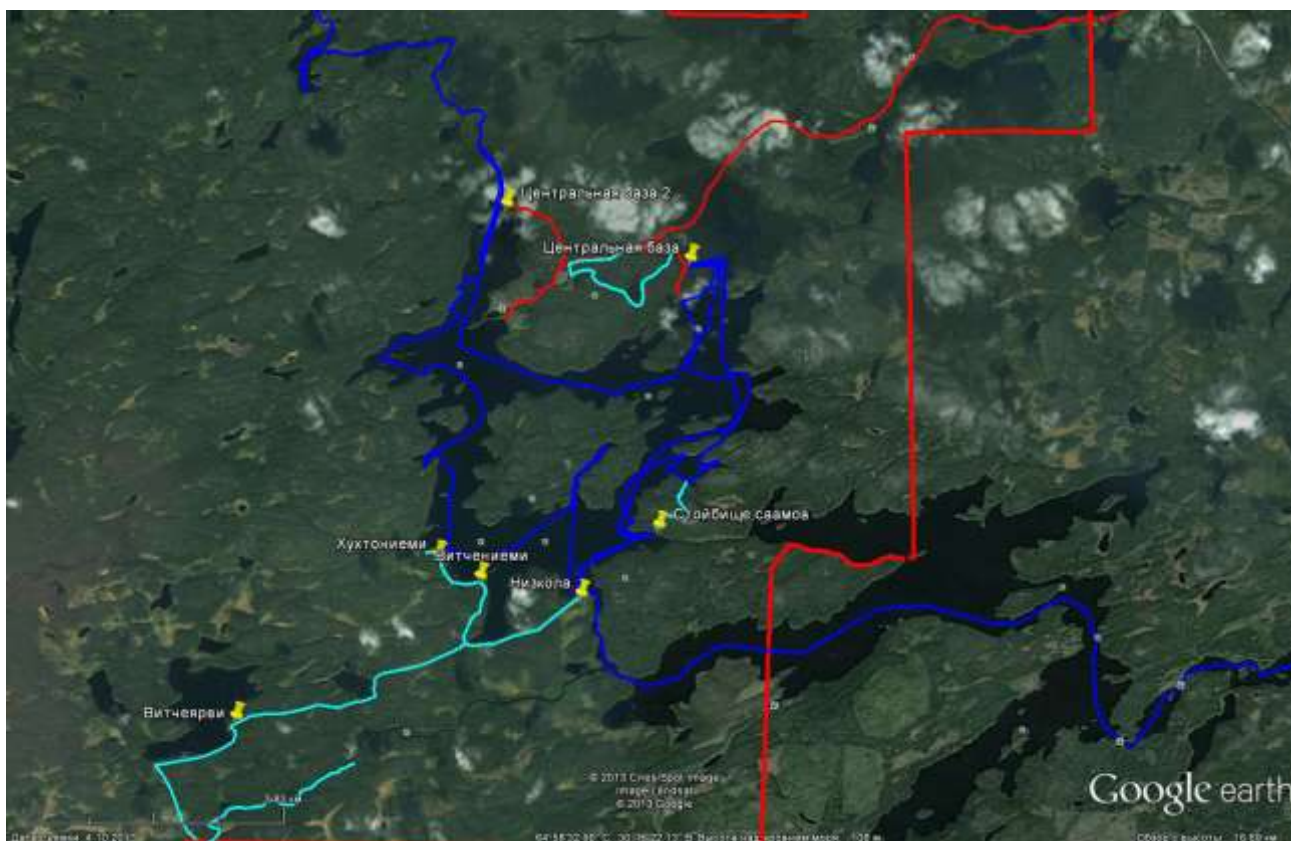 Центральная база 2
Центральная база
Стойбище саамов
Хухтониеми
Витчениеми
Низкола
Витчеярви
© 2013 Cnes/Spot Image
Image Landsat
© 2013 Google
Google earth